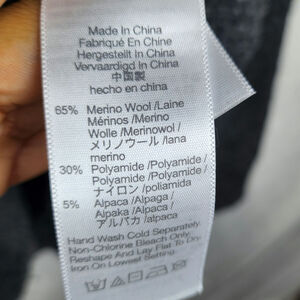 Made In China
Fabriqué En Chine
Hergestellt In China
Vervaardigd In China
中国製
hecho en china
65% Merino Wool /Laine
Mérinos /Merino
Wolle /Merinowol /
メリノウール /lana
merino
30% Polyamide /Polyamide
Polyamid /Polyamide /
ナイロン /poliamida
5% Alpaca /Alpaga /
Alpaka /Alpaca /
アルパカ /alpaca
Hand Wash Cold Separately.
Non-Chlorine Bleach Only.
Reshape And Lay Flat To Dry.
Iron On Lowest Setting.